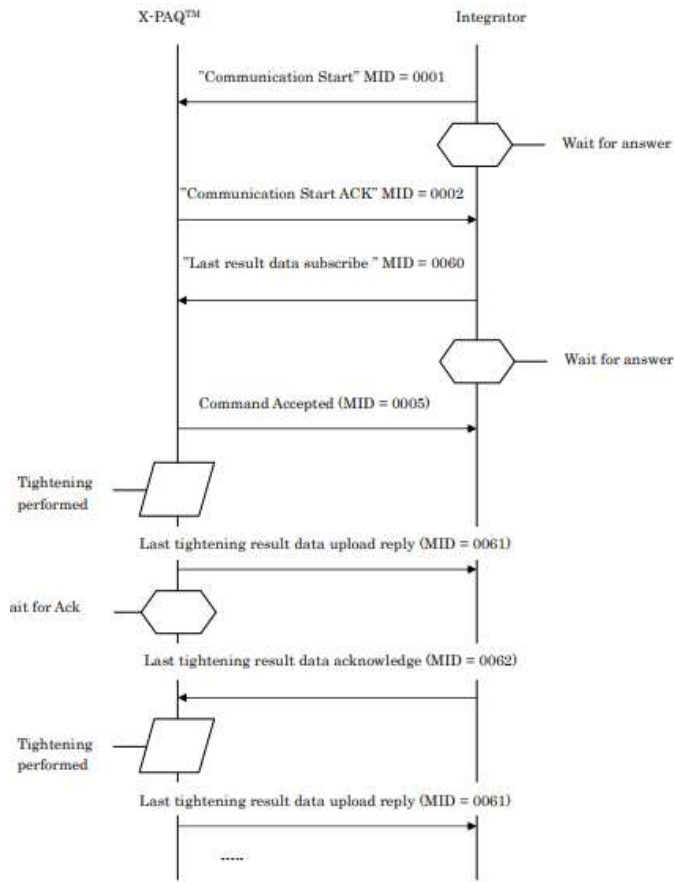 X-PAQ™ Integrator
"Communication Start" MID = 0001
Wait for answer
"Communication Start ACK" MID = 0002
"Last result data subscribe " MID = 0060
Wait for answer
Command Accepted (MID = 0005)
Tightening
performed
Last tightening result data upload reply (MID = 0061)
ait for Ack
Last tightening result data acknowledge (MID = 0062)
Tightening
performed
Last tightening result data upload reply (MID = 0061)
.....